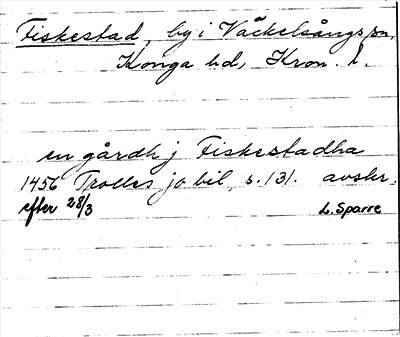 Fiskestad, by i Väckelsångs sn,
Konga hd, Kron. l.
en gårdh j Fiskestadha
1456 Trolles jo bil, s. 131. avskr.
efter 28/3 L. Sparre